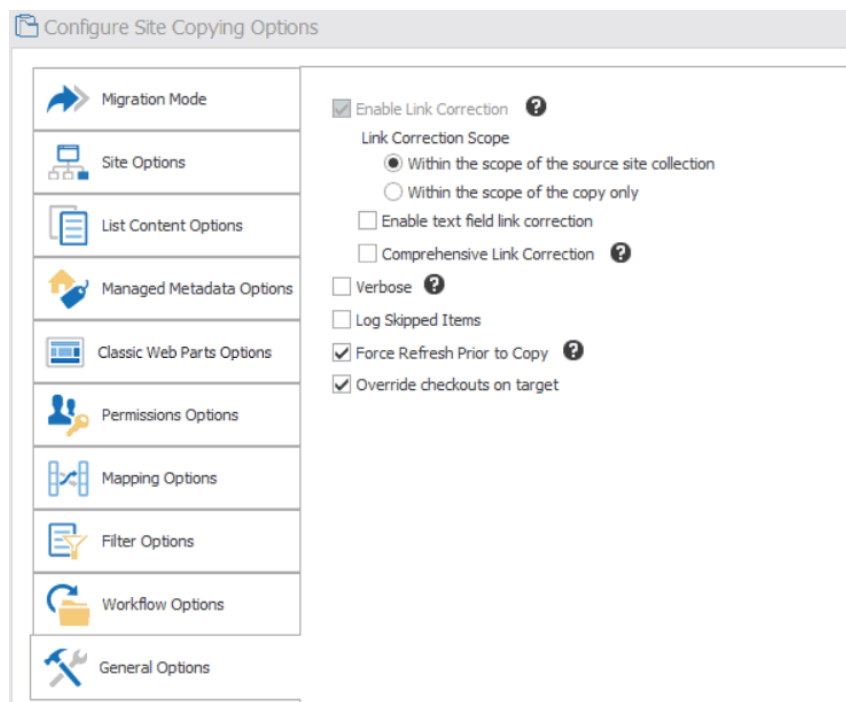 Configure Site Copying Options
Migration Mode
Site Options
List Content Options
Managed Metadata Options
Classic Web Parts Options
Permissions Options
Mapping Options
Filter Options
Workflow Options
General Options
Enable Link Correction ?
Link Correction Scope
Within the scope of the source site collection
Within the scope of the copy only
Enable text field link correction
Comprehensive Link Correction ?
Verbose ?
Log Skipped Items
Force Refresh Prior to Copy ?
Override checkouts on target